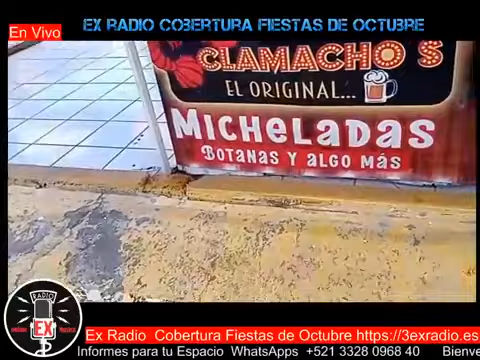 EX RADIO COBERTURA FIESTAS DE OCTUBRE
En Vivo
CLAMACHO'S
EL ORIGINAL...
MICHELADAS
BOTANAS Y ALGO MÁS
RADIO
EX
Ex Radio Cobertura Fiestas de Octubre https://3exradio.es
Informes para tu Espacio WhatsApps +521 3328 0968 40 Bienve